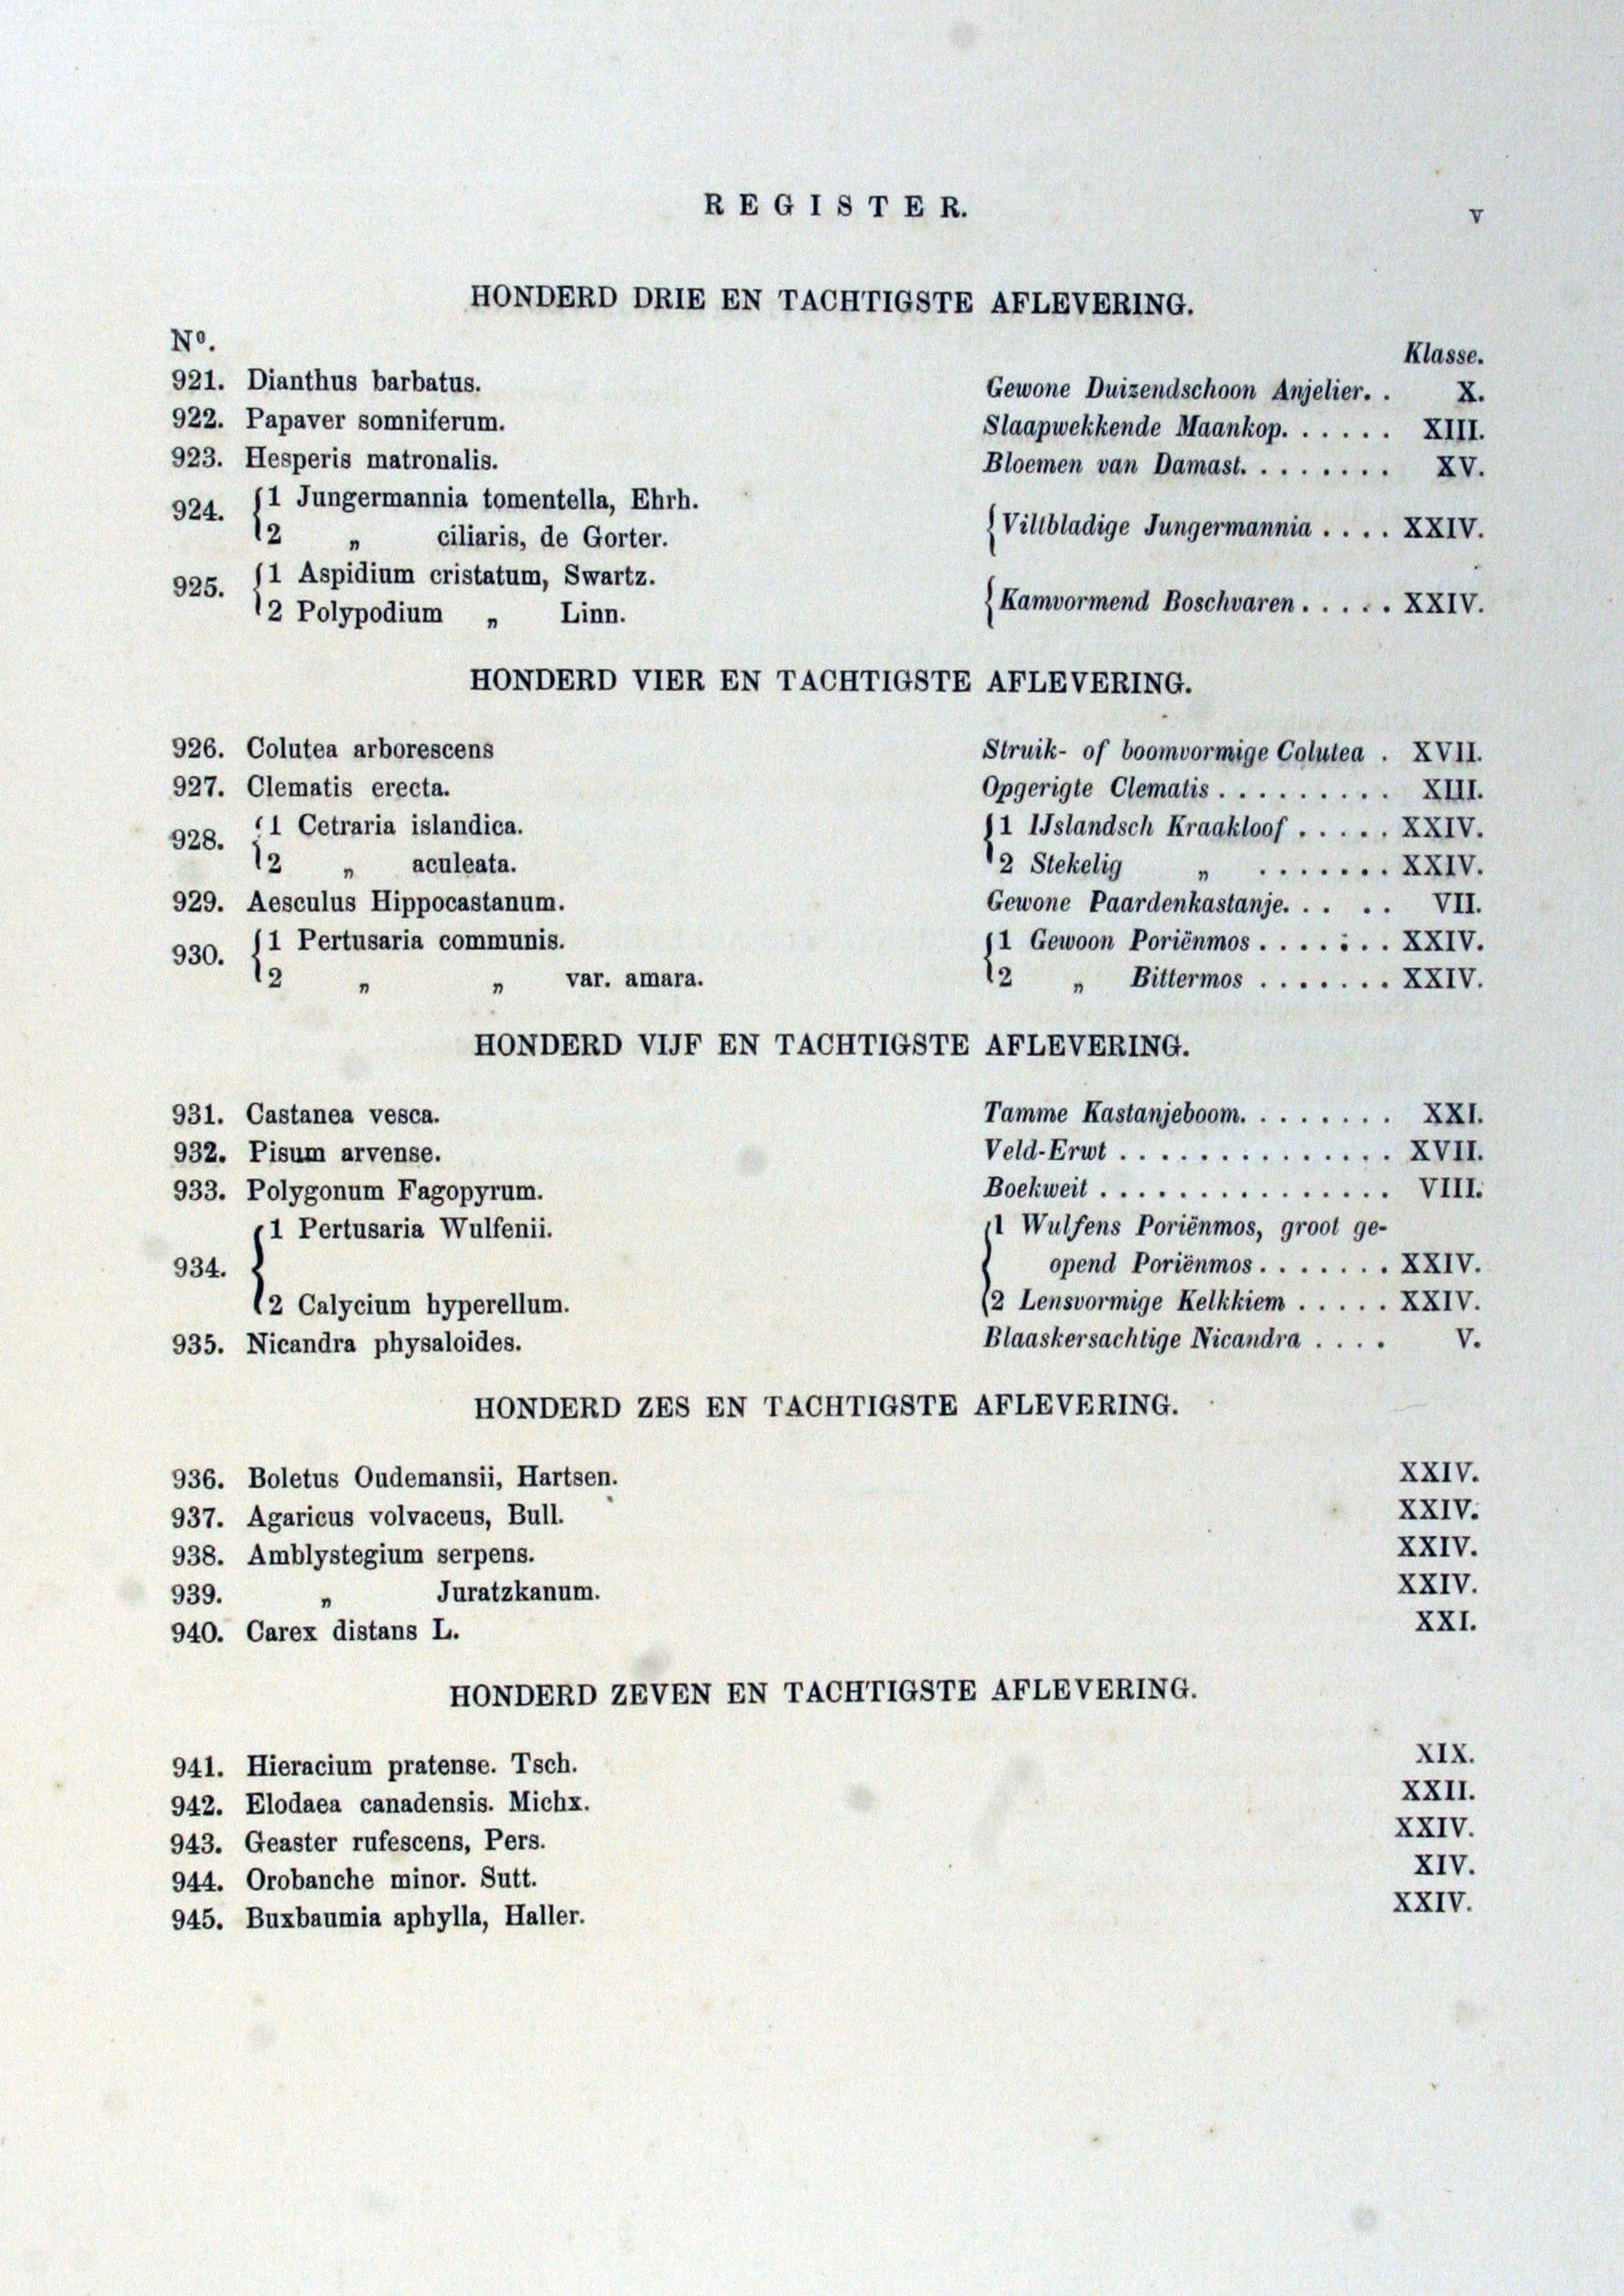 REGISTER. V
HONDERD DRIE EN TACHTIGSTE AFLEVERING.
No. Klasse.
921. Dianthus barbatus. Gewone Duizendschoon Anjelier. . X.
922. Papaver somniferum. Slaapwekkende Maankop. . . . . . XIII.
923. Hesperis matronalis. Bloemen van Damast. . . . . . . . XV.
924. {1 Jungermannia tomentella, Ehrh.
{2 „ ciliaris, de Gorter. {Viltbladige Jungermannia . . . . XXIV.
925. {1 Aspidium cristatum, Swartz.
{2 Polypodium „ Linn. {Kamvormend Boschvaren . . . . . XXIV.
HONDERD VIER EN TACHTIGSTE AFLEVERING.
926. Colutea arborescens Struik- of boomvormige Colutea . XVII.
927. Clematis erecta. Opgerigte Clematis . . . . . . . . . XIII.
928. {1 Cetraria islandica. {1 IJslandsch Kraakloof . . . . . XXIV.
{2 „ aculeata. {2 Stekelig „ . . . . . . . XXIV.
929. Aesculus Hippocastanum. Gewone Paardenkastanje. . . . . VII.
930. {1 Pertusaria communis. {1 Gewoon Poriënmos . . . . . . . XXIV.
{2 „ „ var. amara. {2 „ Bittermos . . . . . . . XXIV.
HONDERD VIJF EN TACHTIGSTE AFLEVERING.
931. Castanea vesca. Tamme Kastanjeboom. . . . . . . . XXI.
932. Pisum arvense. Veld-Erwt . . . . . . . . . . . . . . XVII.
933. Polygonum Fagopyrum. Boekweit . . . . . . . . . . . . . . . VIII.
{1 Pertusaria Wulfenii. {1 Wulfens Poriënmos, groot ge-
934. opend Poriënmos . . . . . . . XXIV.
{2 Calycium hyperellum. {2 Lensvormige Kelkkiem . . . . . XXIV.
935. Nicandra physaloides. Blaaskersachtige Nicandra . . . . V.
HONDERD ZES EN TACHTIGSTE AFLEVERING.
936. Boletus Oudemansii, Hartsen. XXIV.
937. Agaricus volvaceus, Bull. XXIV.
938. Amblystegium serpens. XXIV.
939. „ Juratzkanum. XXIV.
940. Carex distans L. XXI.
HONDERD ZEVEN EN TACHTIGSTE AFLEVERING.
941. Hieracium pratense. Tsch. XIX.
942. Elodaea canadensis. Michx. XXII.
943. Geaster rufescens, Pers. XXIV.
944. Orobanche minor. Sutt. XIV.
945. Buxbaumia aphylla, Haller. XXIV.